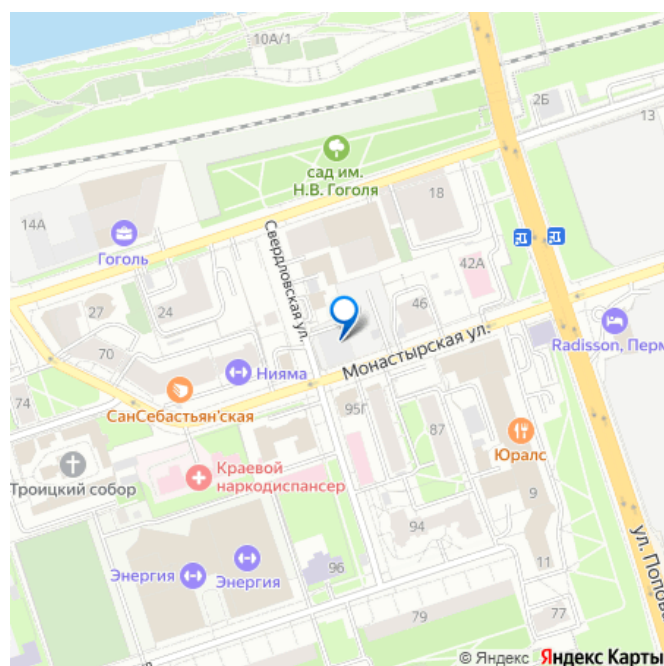 10А/1
2Б
13
сад им.
Н.В. Гоголя
18
14А
Гоголь
Свердловская ул.
42А
46
27
24
Radisson, Перм
Монастырская ул.
70
Нияма
74
СанСебастьян'ская
95Г
87
Юралс
Троицкий собор
Краевой
наркодиспансер
9
94
ул. Попова
Энергия
Энергия
96
11
79
77
© Яндекс Яндекс Карты